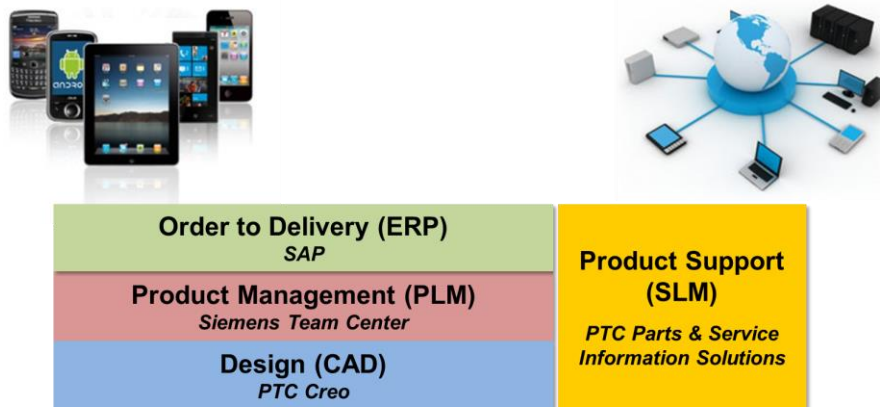 ANDROID
Order to Delivery (ERP)
SAP
Product Management (PLM)
Siemens Team Center
Design (CAD)
PTC Creo
Product Support
(SLM)
PTC Parts & Service
Information Solutions